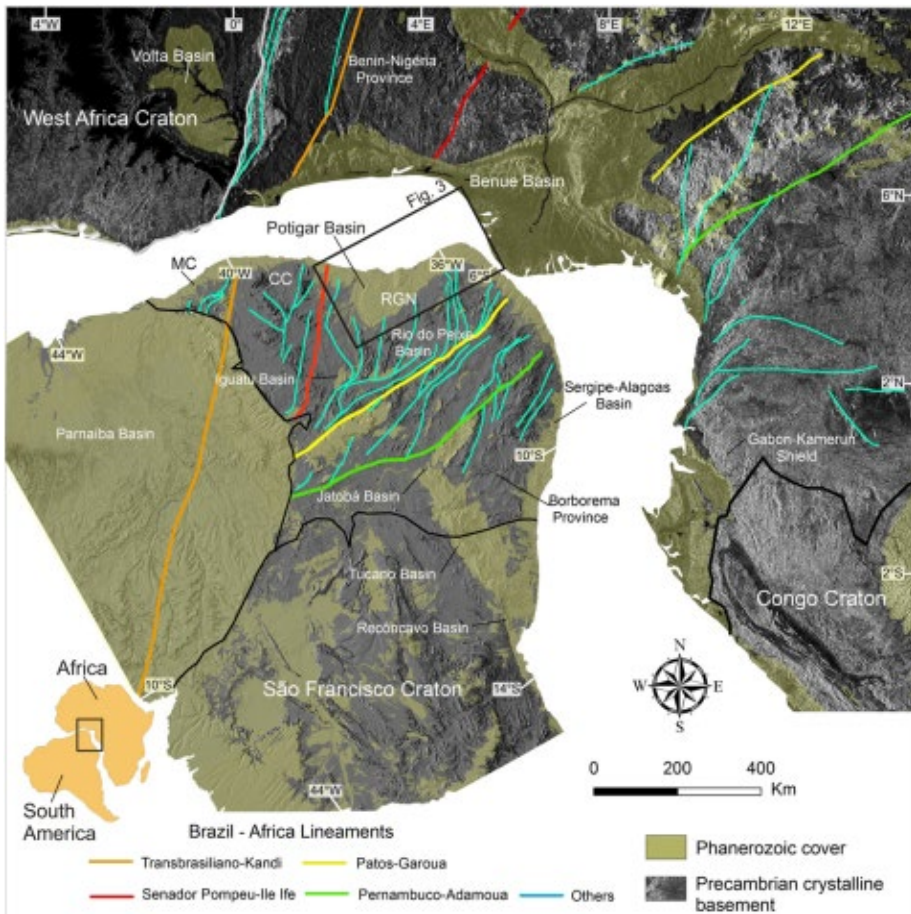 4°W
0°
4°E
8°E
12°E
Volta Basin
Benin-Nigéria
Province
West Africa Craton
Benue Basin
6°N
Fig. 3
Potigar Basin
MC
40°W
CC
36°W
6°S
RGN
44°W
Rio do Peixe
Basin
Iguatu Basin
2°N
Sergipe-Alagoas
Basin
Parnaiba Basin
Gabon-Kamerun
Shield
10°S
Jatobá Basin
Borborema
Province
Tucano Basin
2°S
Congo Craton
Recôncavo Basin
N
Africa
10°S
São Francisco Craton
14°S
W
E
S
0
200
400
Km
44°W
South
America
Brazil - Africa Lineaments
Transbrasiliano-Kandi
Patos-Garoua
Phanerozoic cover
Senador Pompeu-Ile Ife
Pernambuco-Adamoua
Others
Precambrian crystalline
basement